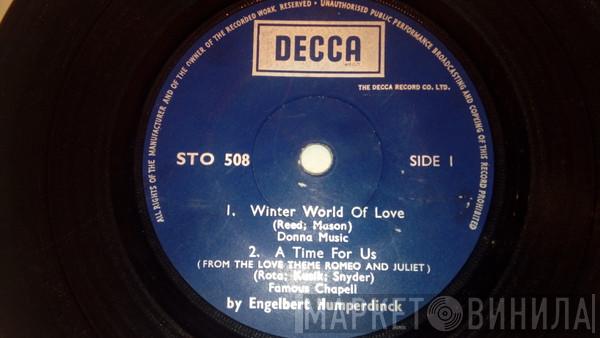 ALL RIGHTS OF THE MANUFACTURER AND OF THE OWNER OF THE RECORDED WORK RESERVED • UNAUTHORISED PUBLIC PERFORMANCE BROADCASTING AND COPYING OF THIS RECORD PROHIBITED
DECCA
THE DECCA RECORD CO. LTD.
STO 508
SIDE 1
1. Winter World Of Love
(Reed; Mason)
Donna Music
2. A Time For Us
(FROM THE LOVE THEME ROMEO AND JULIET)
(Rota; Kusik; Snyder)
Famous Chapell
by Engelbert Humperdinck
МАРКЕТ ВИНИЛА